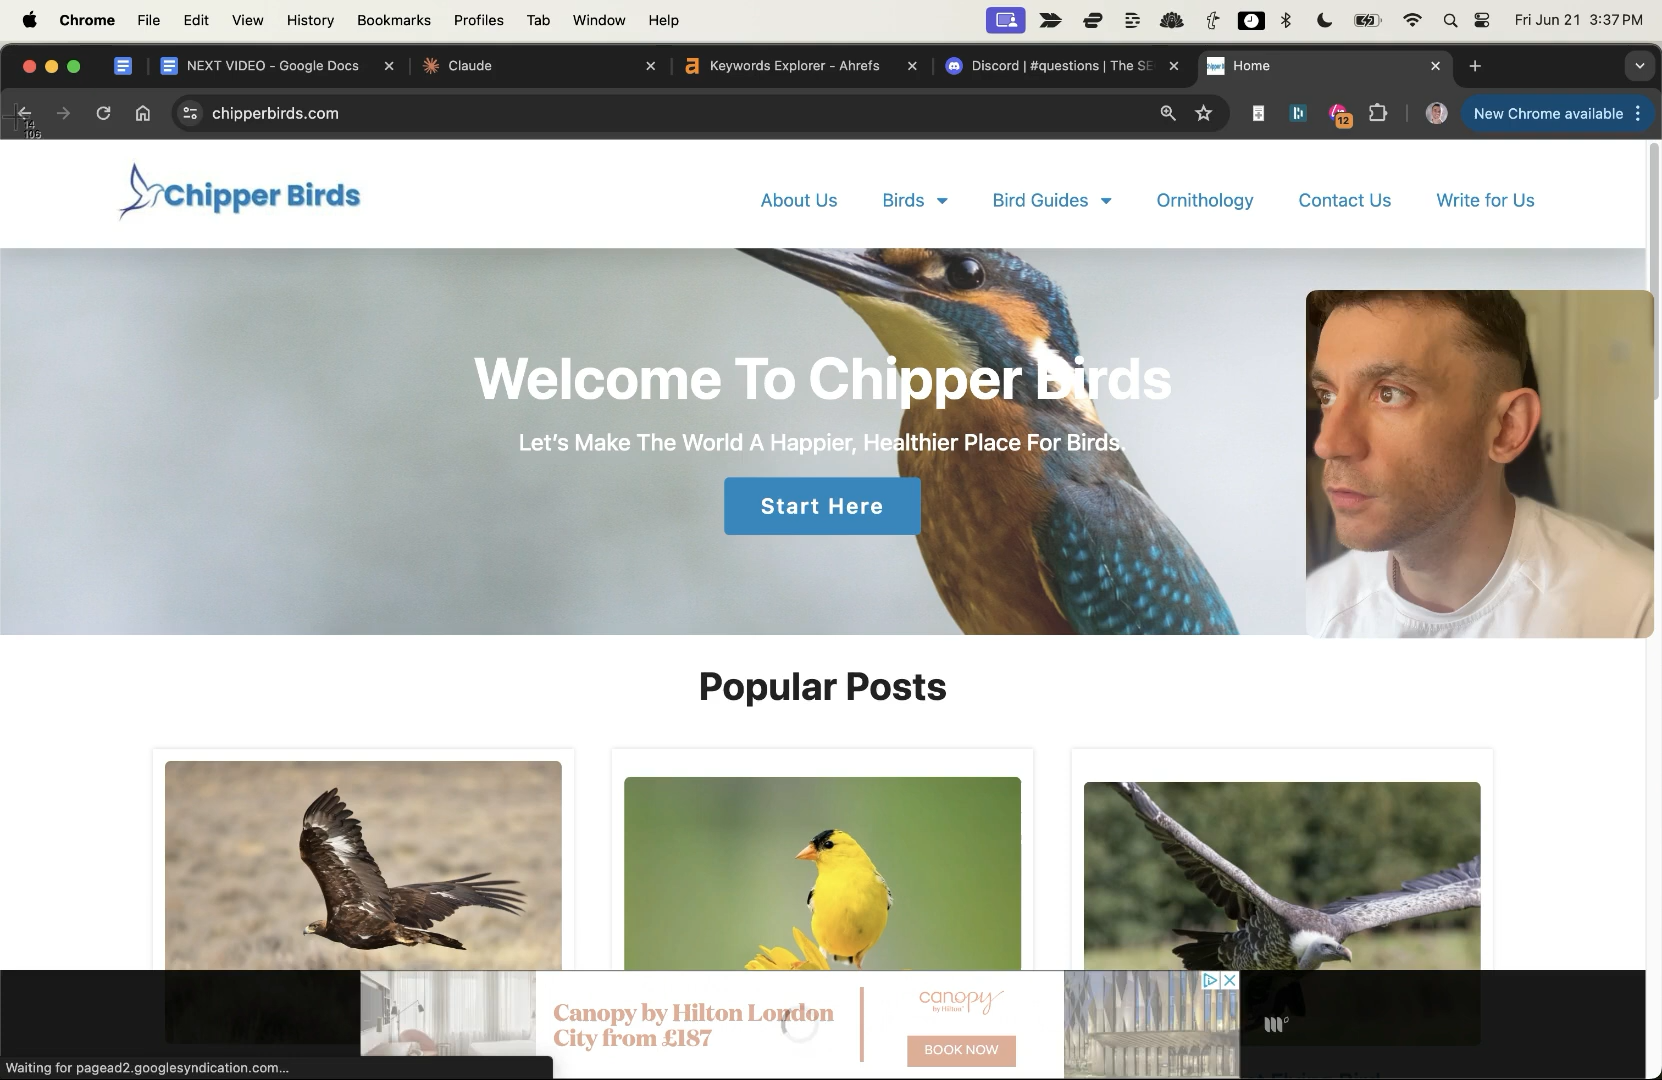 Chrome File Edit View History Bookmarks Profiles Tab Window Help Fri Jun 21 3:37 PM
NEXT VIDEO - Google Docs Claude Keywords Explorer - Ahrefs Discord | #questions | The SE Home
chipperbirds.com 12 New Chrome available
14
106
Chipper Birds About Us Birds Bird Guides Ornithology Contact Us Write for Us
Welcome To Chipper Birds
Let's Make The World A Happier, Healthier Place For Birds.
Start Here
Popular Posts
Canopy by Hilton London
City from £187
canopy
by Hilton
BOOK NOW
Waiting for pagead2.googlesyndication.com...